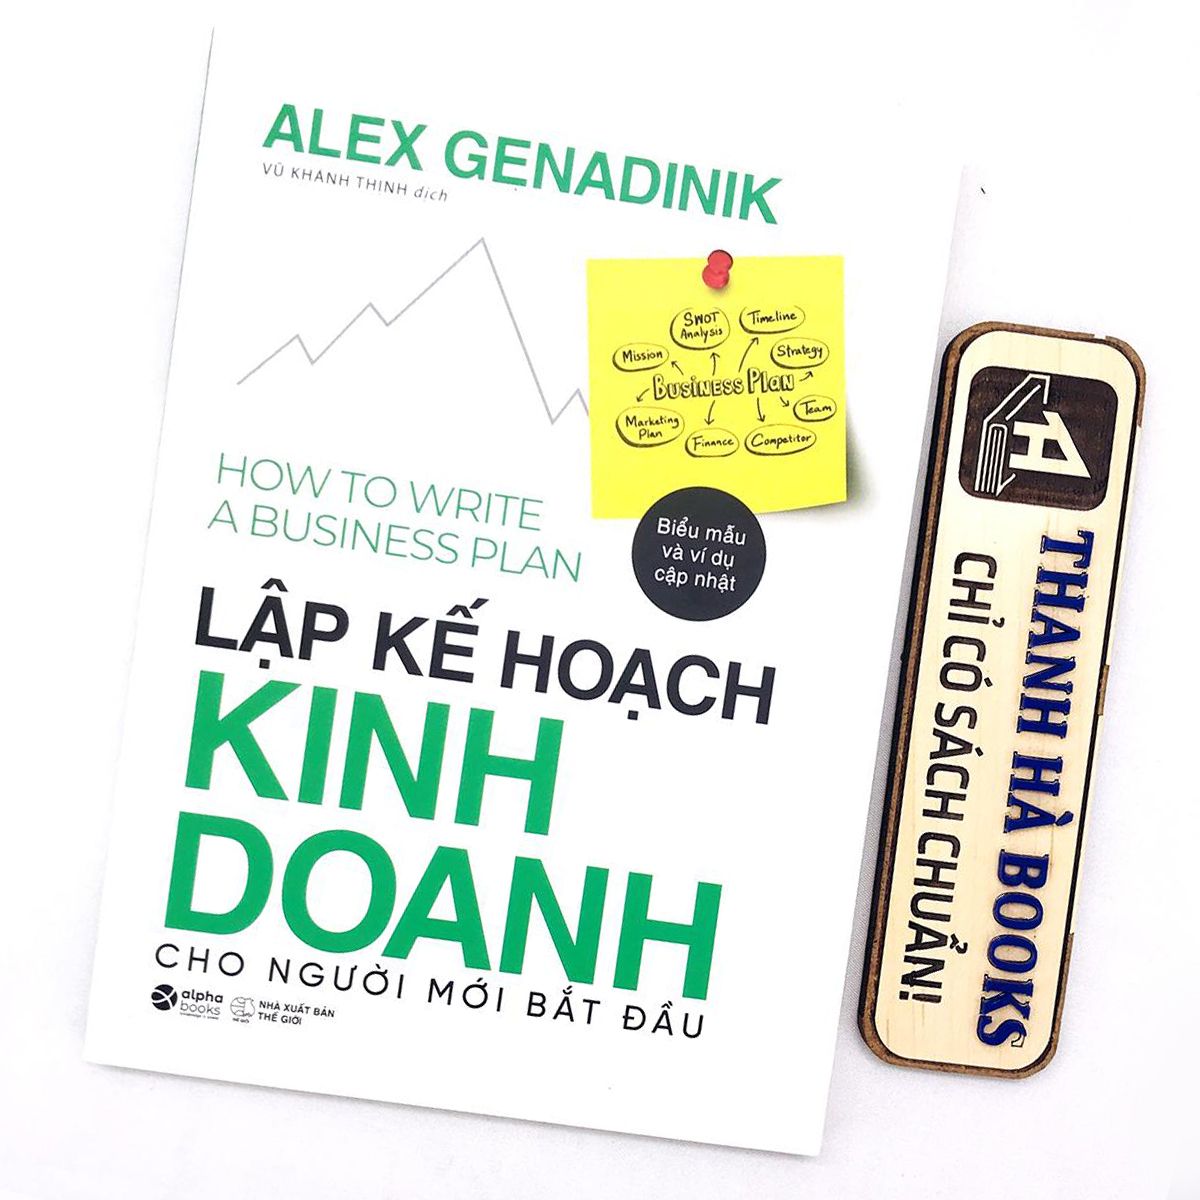 ALEX GENADINIK
VŨ KHÁNH THỊNH dịch
SWOT
Analysis
Timeline
Mission
Strategy
BUSINESS PLAN
Marketing
Plan
Finance
Competitor
Team
HOW TO WRITE
A BUSINESS PLAN
Biểu mẫu
và ví dụ
cập nhật
LẬP KẾ HOẠCH
KINH
DOANH
CHO NGƯỜI MỚI BẮT ĐẦU
alpha
books
NHÀ XUẤT BẢN
THẾ GIỚI
A
THANH HÀ BOOKS
CHỈ CÓ SÁCH CHUẨN!